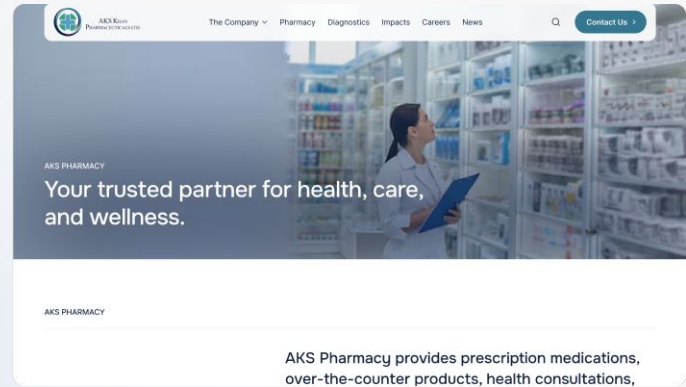 AKS KHAN
PHARMACEUTICALS LTD.
The Company
Pharmacy
Diagnostics
Impacts
Careers
News
Contact Us
AKS PHARMACY
Your trusted partner for health, care,
and wellness.
AKS PHARMACY
AKS Pharmacy provides prescription medications,
over-the-counter products, health consultations,